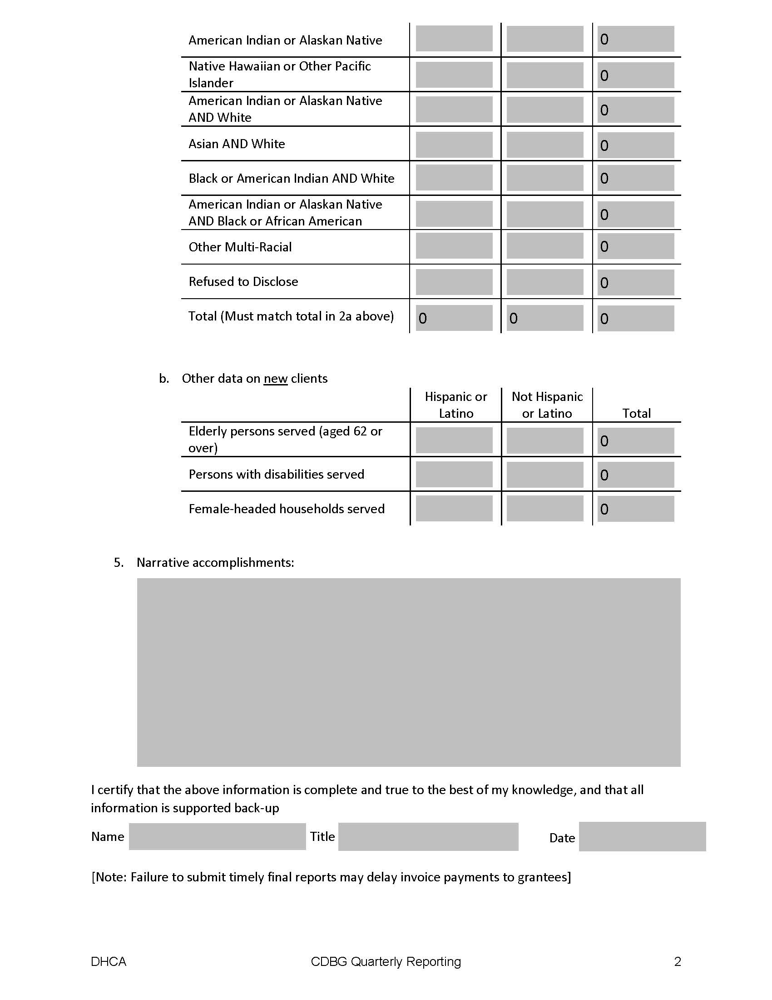 American Indian or Alaskan Native 0
Native Hawaiian or Other Pacific
Islander 0
American Indian or Alaskan Native
AND White 0
Asian AND White 0
Black or American Indian AND White 0
American Indian or Alaskan Native
AND Black or African American 0
Other Multi-Racial 0
Refused to Disclose 0
Total (Must match total in 2a above) 0 0 0
b. Other data on new clients
Hispanic or Latino
Not Hispanic or Latino
Total
Elderly persons served (aged 62 or
over) 0
Persons with disabilities served 0
Female-headed households served 0
5. Narrative accomplishments:
I certify that the above information is complete and true to the best of my knowledge, and that all
information is supported back-up
Name Title Date
[Note: Failure to submit timely final reports may delay invoice payments to grantees]
DHCA CDBG Quarterly Reporting 2